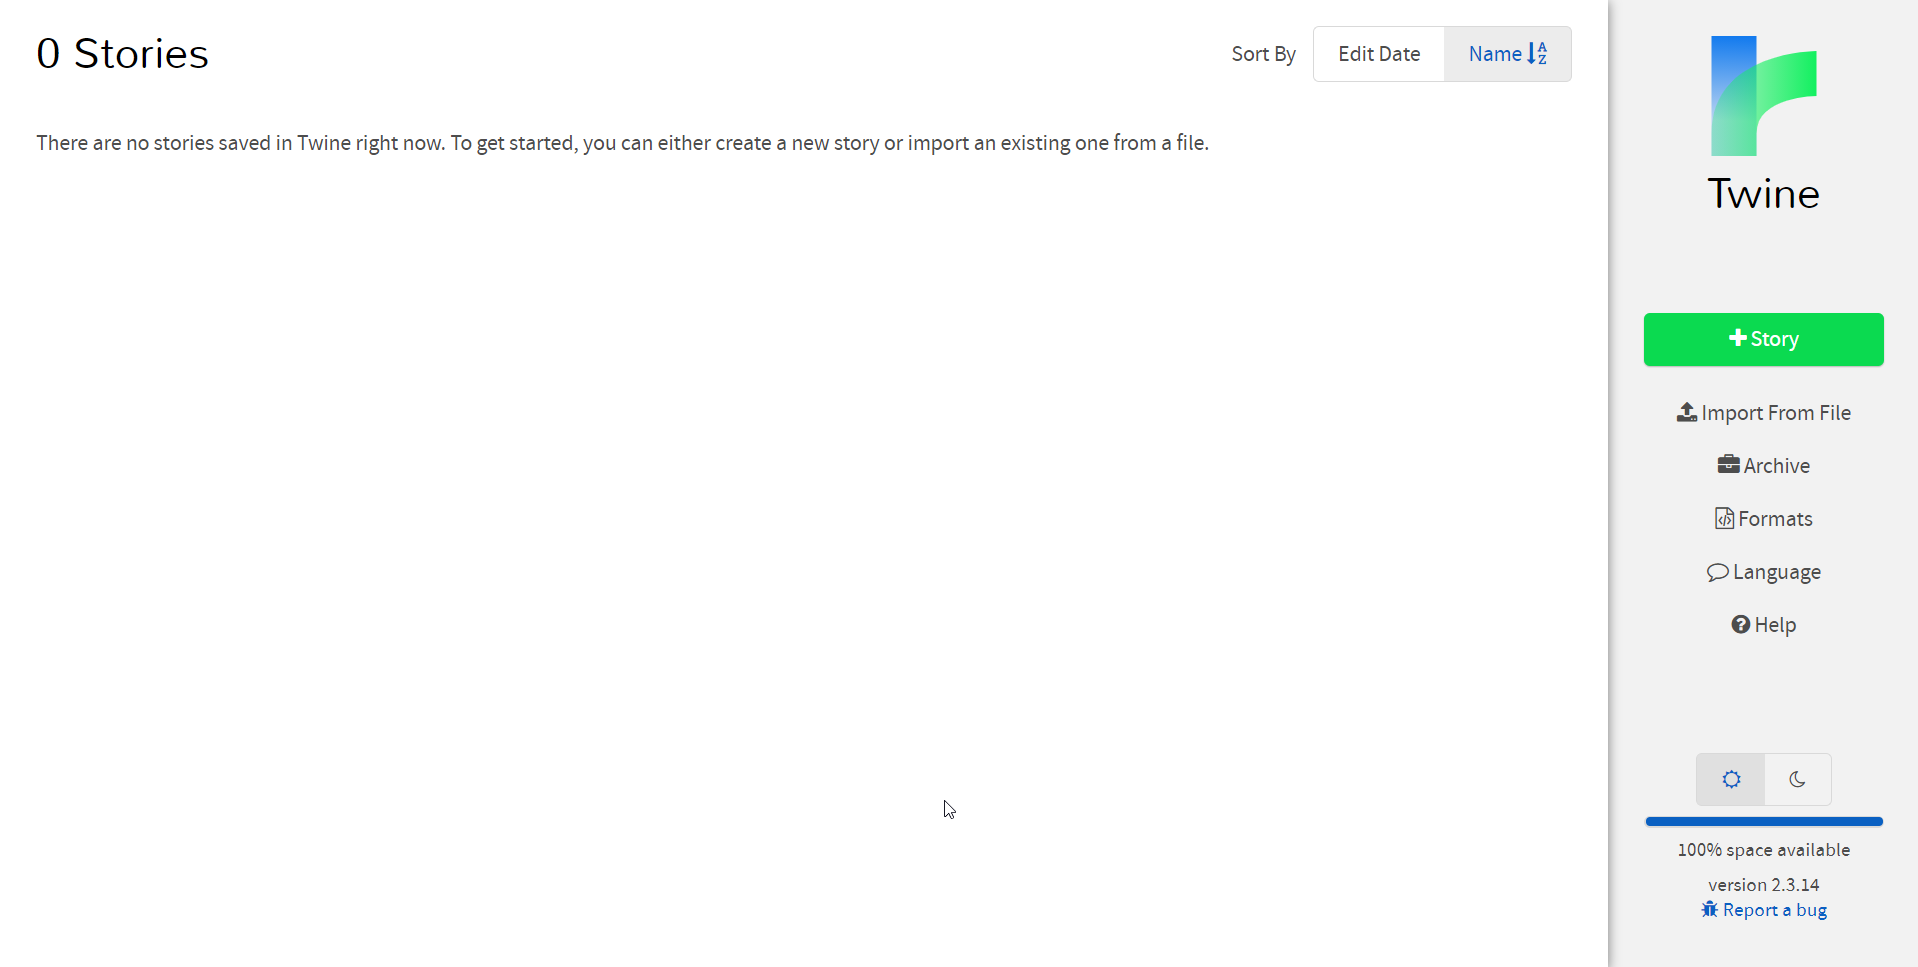 0 Stories
Sort By Edit Date Name
There are no stories saved in Twine right now. To get started, you can either create a new story or import an existing one from a file.
Twine
Story
Import From File
Archive
Formats
Language
Help
100% space available
version 2.3.14
Report a bug